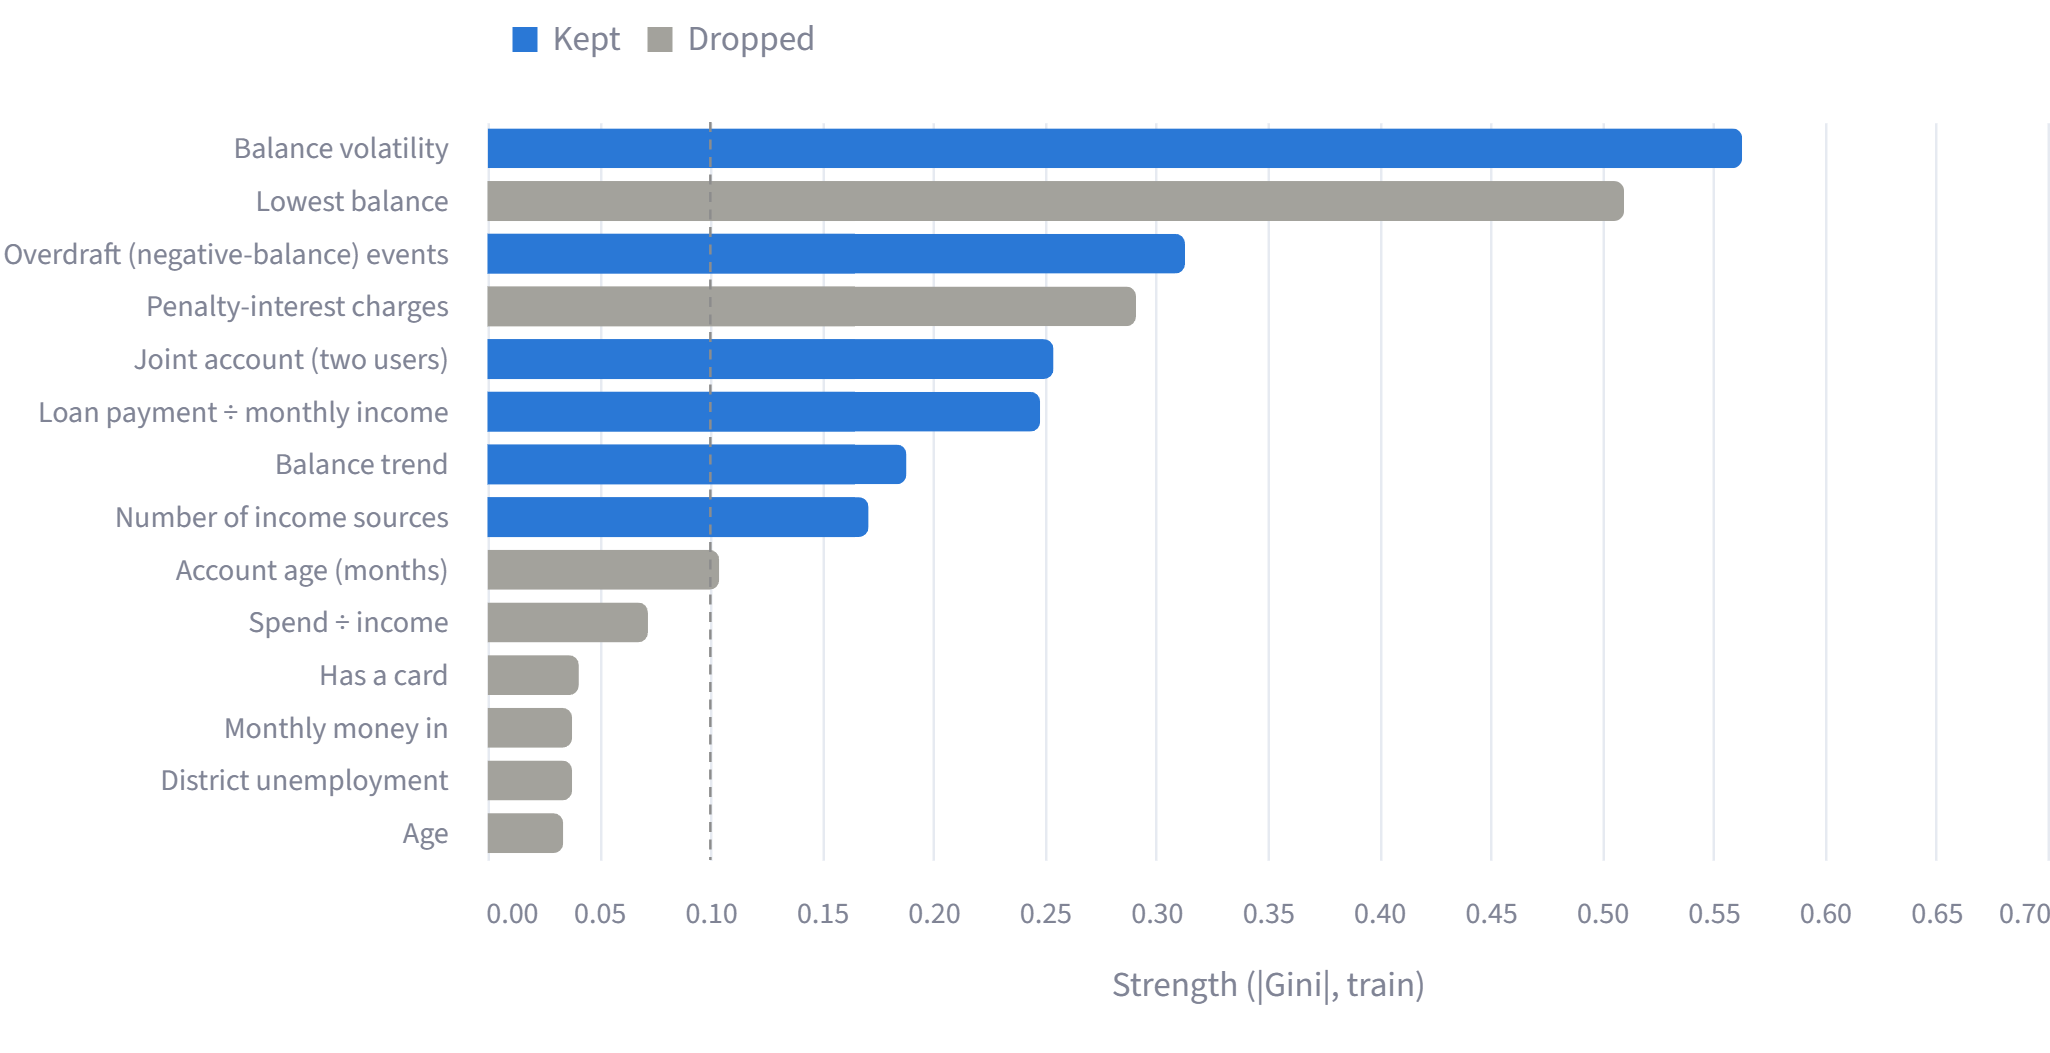 Kept Dropped
Balance volatility
Lowest balance
Overdraft (negative-balance) events
Penalty-interest charges
Joint account (two users)
Loan payment ÷ monthly income
Balance trend
Number of income sources
Account age (months)
Spend ÷ income
Has a card
Monthly money in
District unemployment
Age
0.00 0.05 0.10 0.15 0.20 0.25 0.30 0.35 0.40 0.45 0.50 0.55 0.60 0.65 0.70
Strength (|Gini|, train)